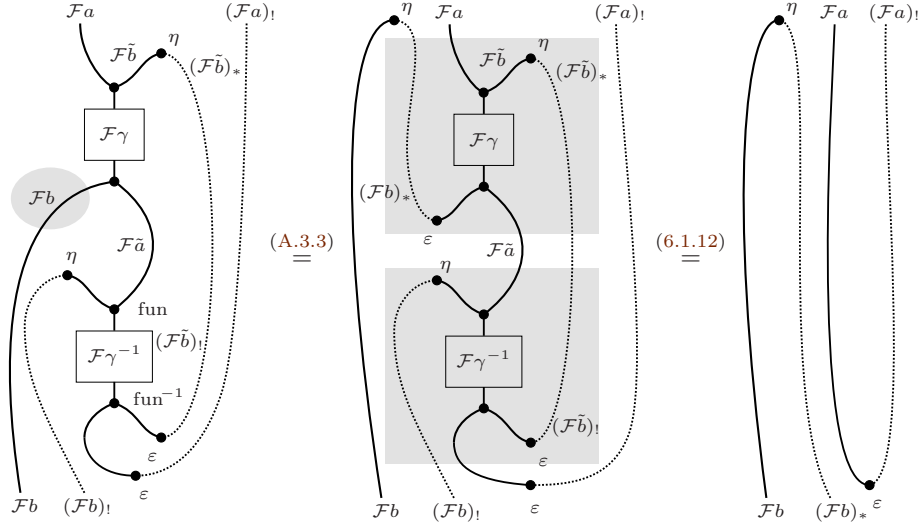 ℱa
(ℱa)!
ℱb̃
η
(ℱb̃)*
ℱγ
ℱb
ℱã
η
fun
(ℱb̃)!
ℱγ⁻¹
fun⁻¹
ε
ε
ℱb
(ℱb)!
(A.3.3)
=
η
ℱa
(ℱa)!
ℱb̃
η
(ℱb̃)*
ℱγ
(ℱb)*
ε
ℱã
η
ℱγ⁻¹
(ℱb̃)!
ε
ε
ℱb
(ℱb)!
(6.1.12)
=
η
ℱa
(ℱa)!
ε
ℱb
(ℱb)*